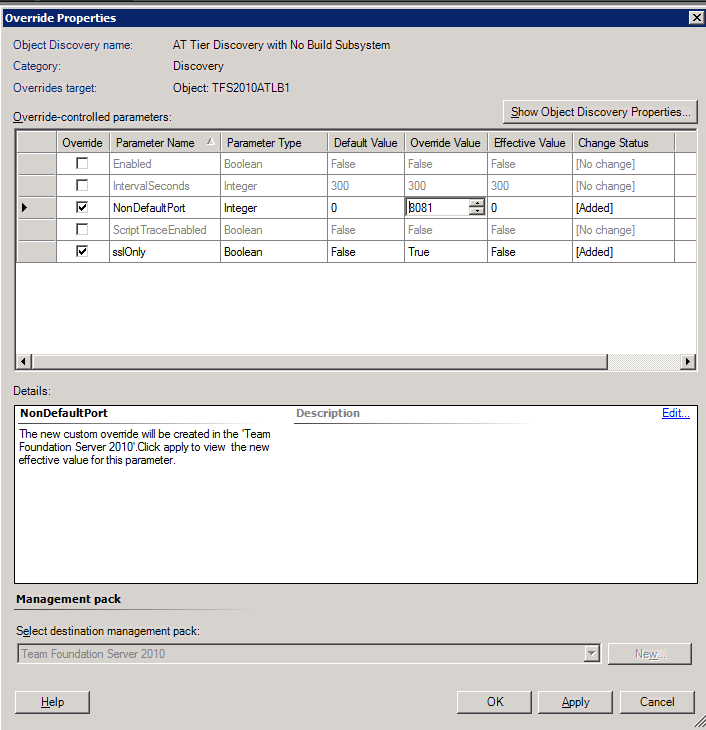 Override Properties
Object Discovery name: AT Tier Discovery with No Build Subsystem
Category: Discovery
Overrides target: Object: TFS2010ATLB1
Override-controlled parameters:
Show Object Discovery Properties...
Override Parameter Name Parameter Type Default Value Override Value Effective Value Change Status
Enabled Boolean False False False [No change]
IntervalSeconds Integer 300 300 300 [No change]
NonDefaultPort Integer 0 8081 0 [Added]
ScriptTraceEnabled Boolean False False False [No change]
sslOnly Boolean False True False [Added]
Details:
NonDefaultPort Description Edit...
The new custom override will be created in the 'Team
Foundation Server 2010'.Click apply to view the new
effective value for this parameter.
Management pack
Select destination management pack:
Team Foundation Server 2010 New...
Help OK Apply Cancel